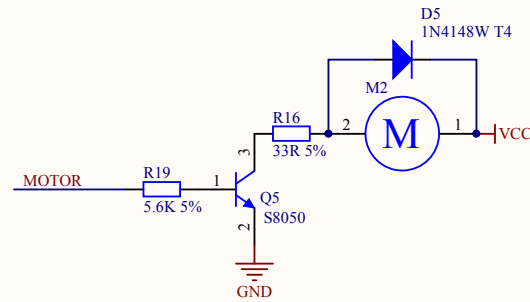 D5
1N4148W T4
M2
R16
2
M
1
VCC
33R 5%
3
R19
MOTOR
1
Q5
5.6K 5%
S8050
2
GND